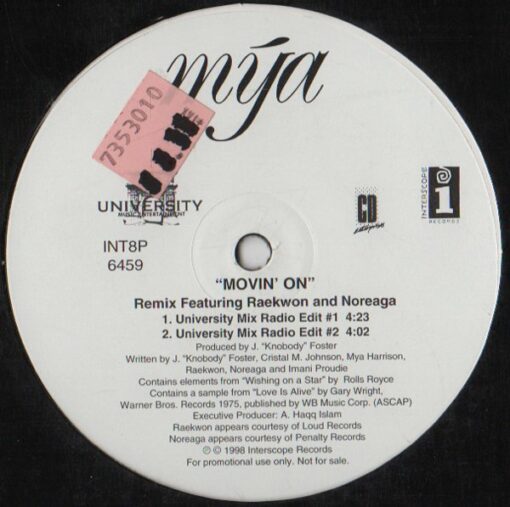 mýa
7353010
UNIVERSITY
MUSIC ENTERTAINMENT
CD
enterprises
INTERSCOPE
RECORDS
INT8P
6459
"MOVIN' ON"
Remix Featuring Raekwon and Noreaga
1. University Mix Radio Edit #1 4:23
2. University Mix Radio Edit #2 4:02
Produced by J. "Knobody" Foster
Written by J. "Knobody" Foster, Cristal M. Johnson, Mya Harrison,
Raekwon, Noreaga and Imani Proudie
Contains elements from "Wishing on a Star" by Rolls Royce
Contains a sample from "Love Is Alive" by Gary Wright,
Warner Bros. Records 1975, published by WB Music Corp. (ASCAP)
Executive Producer: A. Haqq Islam
Raekwon appears courtesy of Loud Records
Noreaga appears courtesy of Penalty Records
℗ © 1998 Interscope Records
For promotional use only. Not for sale.